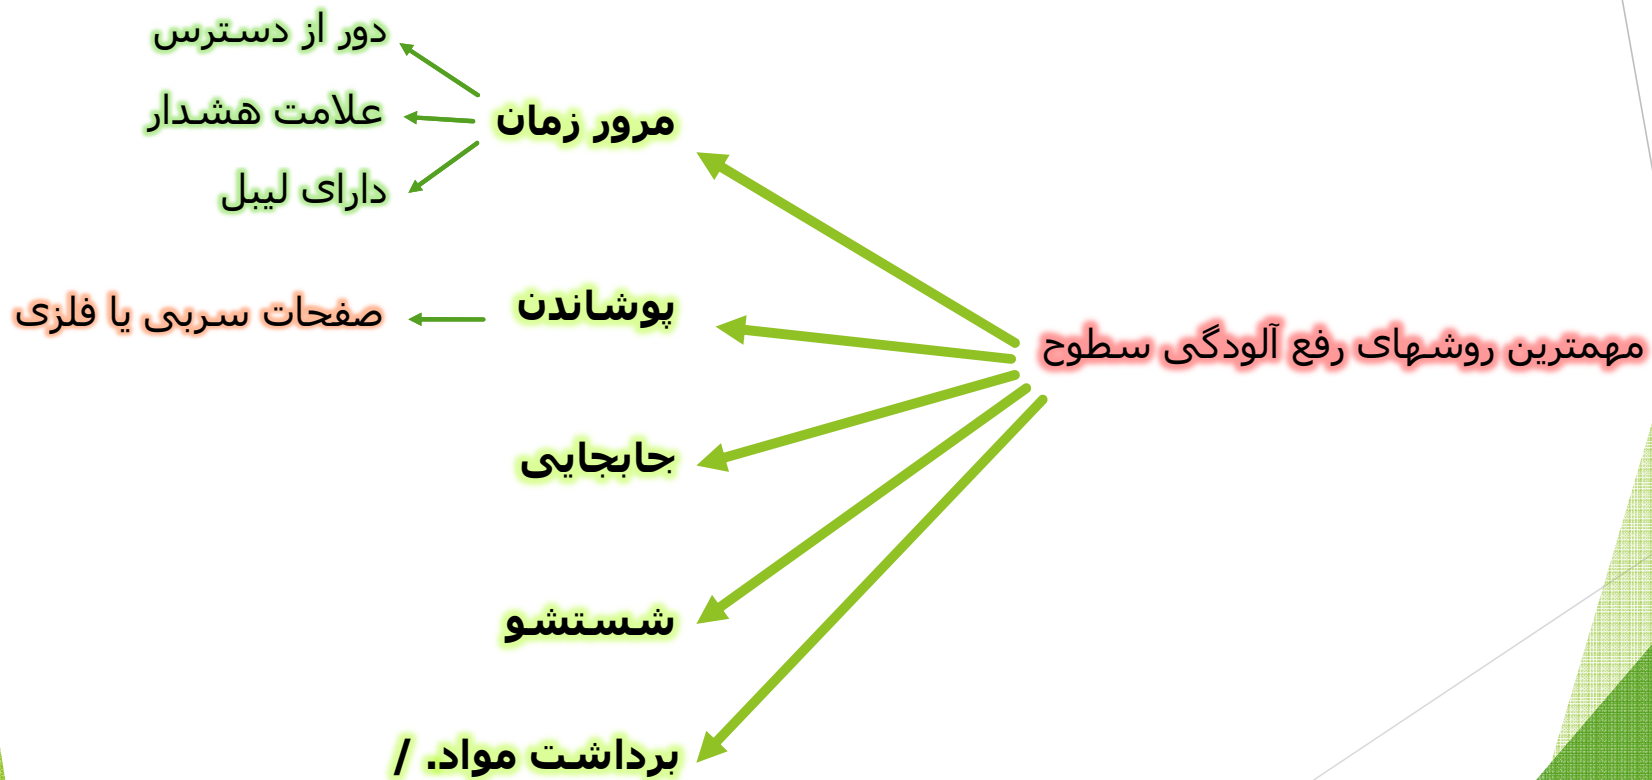 مهمترین روشهای رفع آلودگی سطوح
مرور زمان
دور از دسترس
علامت هشدار
دارای لیبل
پوشاندن
صفحات سربی یا فلزی
جابجایی
شستشو
برداشت مواد. /